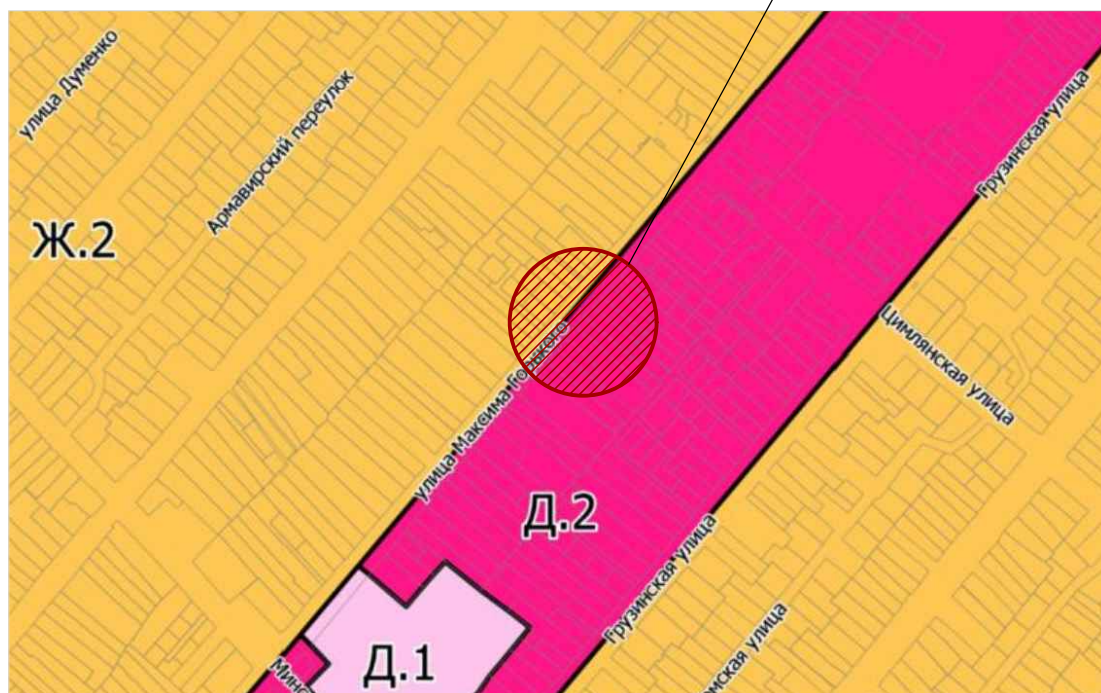 улица Думенко
Армавирский переулок
Грузинская улица
Ж.2
Цимлянская улица
улица Максима Горького
Д.2
Грузинская улица
Д.1